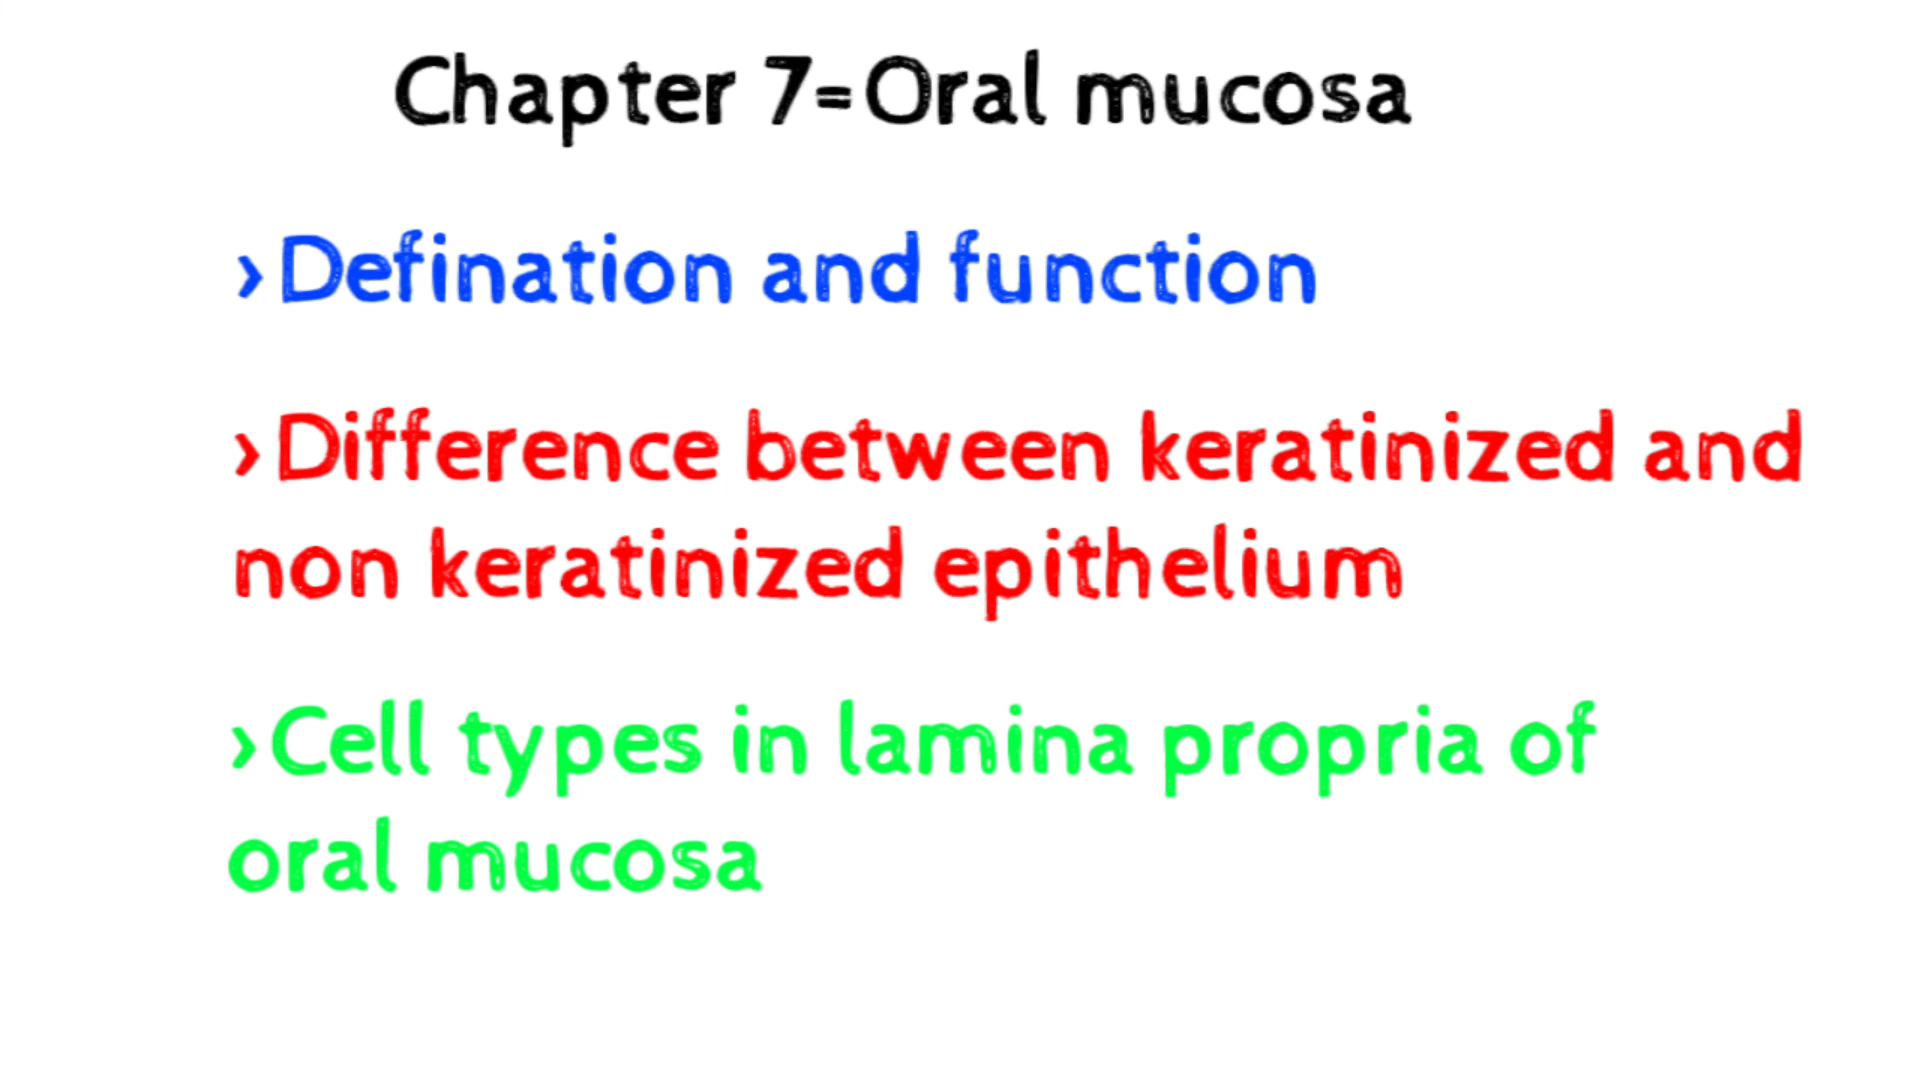 Chapter 7=Oral mucosa
›Defination and function
›Difference between keratinized and
non keratinized epithelium
›Cell types in lamina propria of
oral mucosa